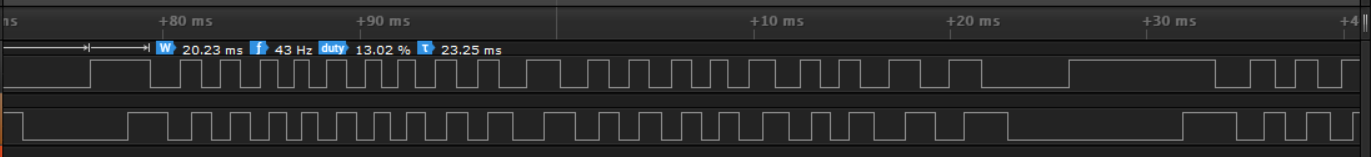 ms +80 ms +90 ms +10 ms +20 ms +30 ms +4
W 20.23 ms f 43 Hz duty 13.02 % τ 23.25 ms